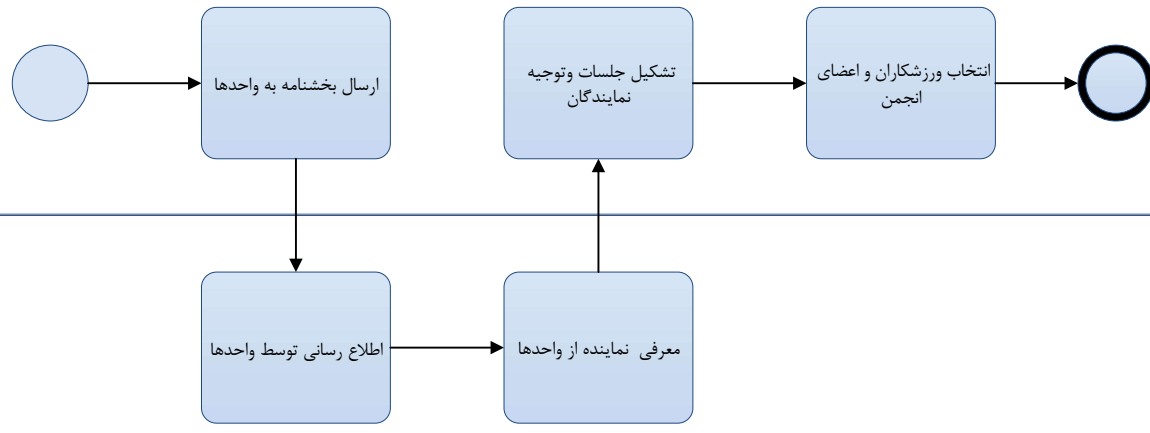 ارسال بخشنامه به واحدها
اطلاع رسانی توسط واحدها
معرفی نماینده از واحدها
تشکیل جلسات وتوجیه
نمایندگان
انتخاب ورزشکاران و اعضای
انجمن